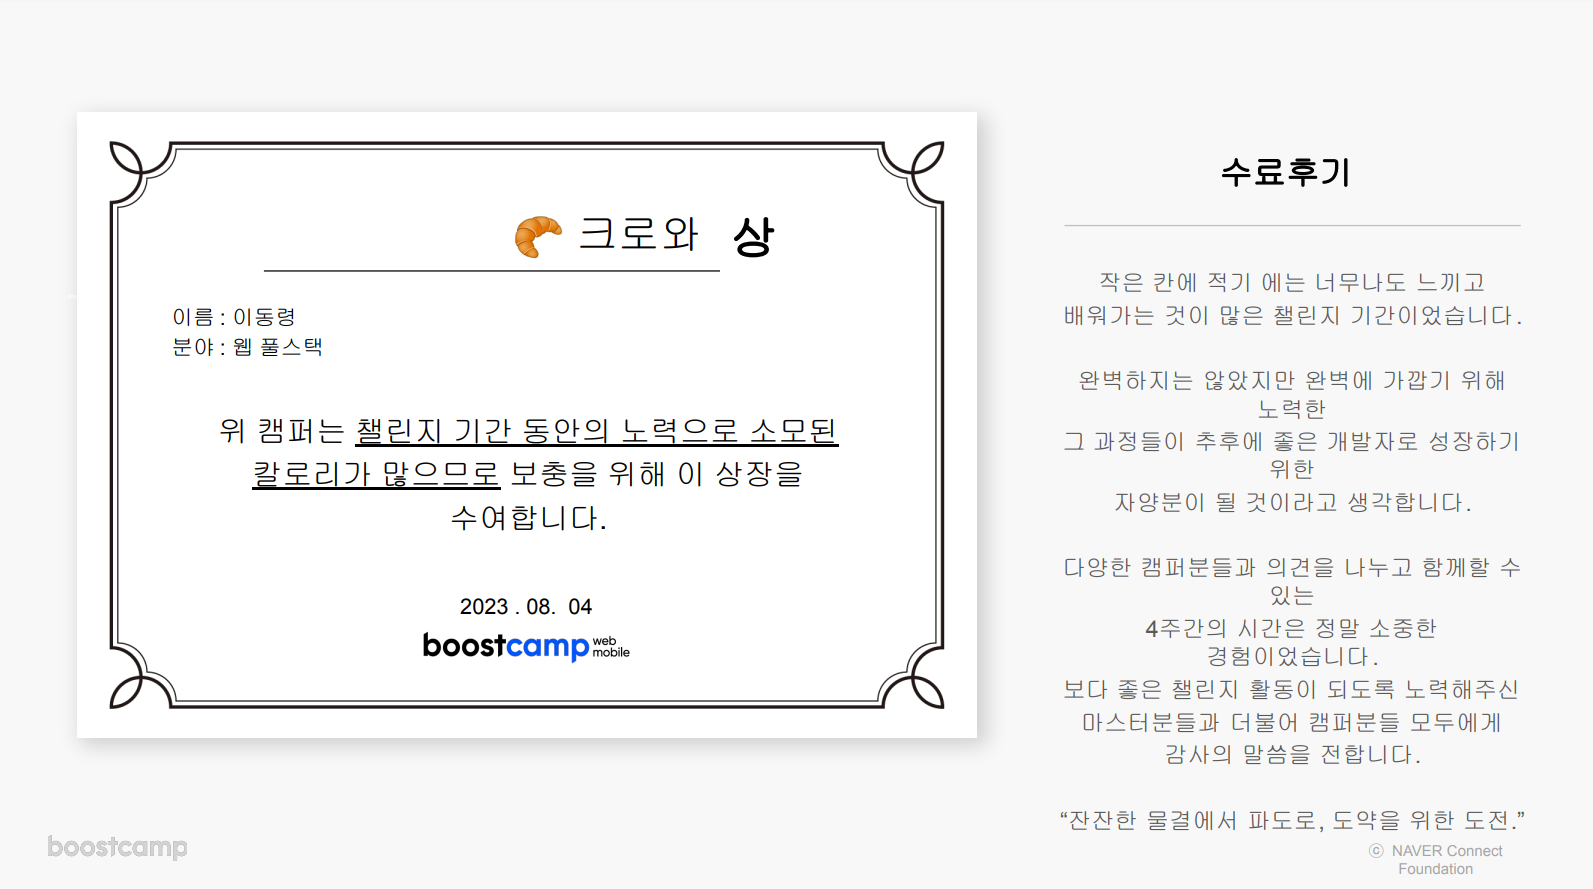 크로와 상
이름 : 이동령
분야 : 웹 풀스택
위 캠퍼는 챌린지 기간 동안의 노력으로 소모된
칼로리가 많으므로 보충을 위해 이 상장을
수여합니다.
2023 . 08. 04
boostcamp web mobile
수료후기
작은 칸에 적기 에는 너무나도 느끼고
배워가는 것이 많은 챌린지 기간이었습니다.
완벽하지는 않았지만 완벽에 가깝기 위해
노력한
그 과정들이 추후에 좋은 개발자로 성장하기
위한
자양분이 될 것이라고 생각합니다.
다양한 캠퍼분들과 의견을 나누고 함께할 수
있는
4주간의 시간은 정말 소중한
경험이었습니다.
보다 좋은 챌린지 활동이 되도록 노력해주신
마스터분들과 더불어 캠퍼분들 모두에게
감사의 말씀을 전합니다.
“잔잔한 물결에서 파도로, 도약을 위한 도전.”
boostcamp
ⓒ NAVER Connect
Foundation